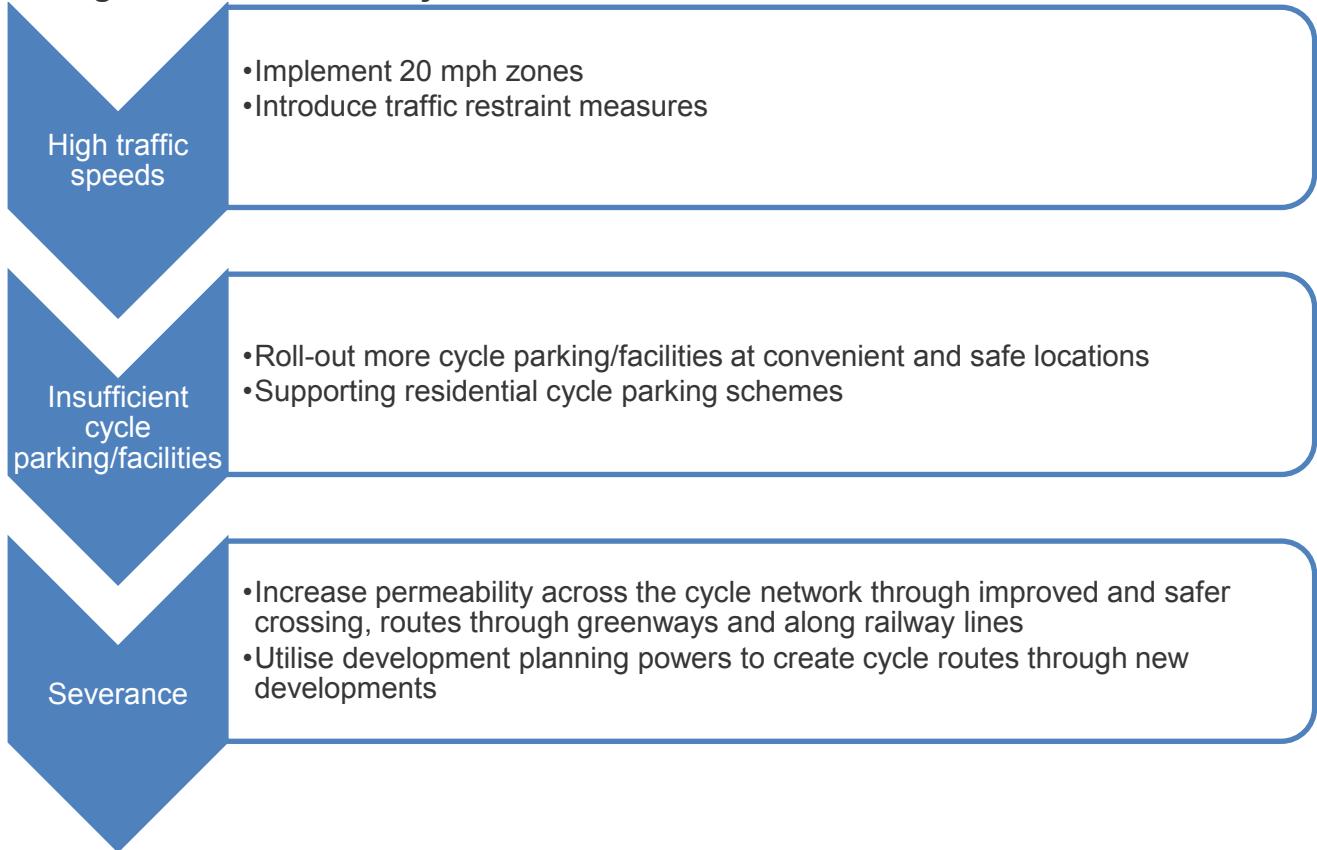 High traffic
speeds
•Implement 20 mph zones
•Introduce traffic restraint measures
Insufficient
cycle
parking/facilities
•Roll-out more cycle parking/facilities at convenient and safe locations
•Supporting residential cycle parking schemes
Severance
•Increase permeability across the cycle network through improved and safer
crossing, routes through greenways and along railway lines
•Utilise development planning powers to create cycle routes through new
developments